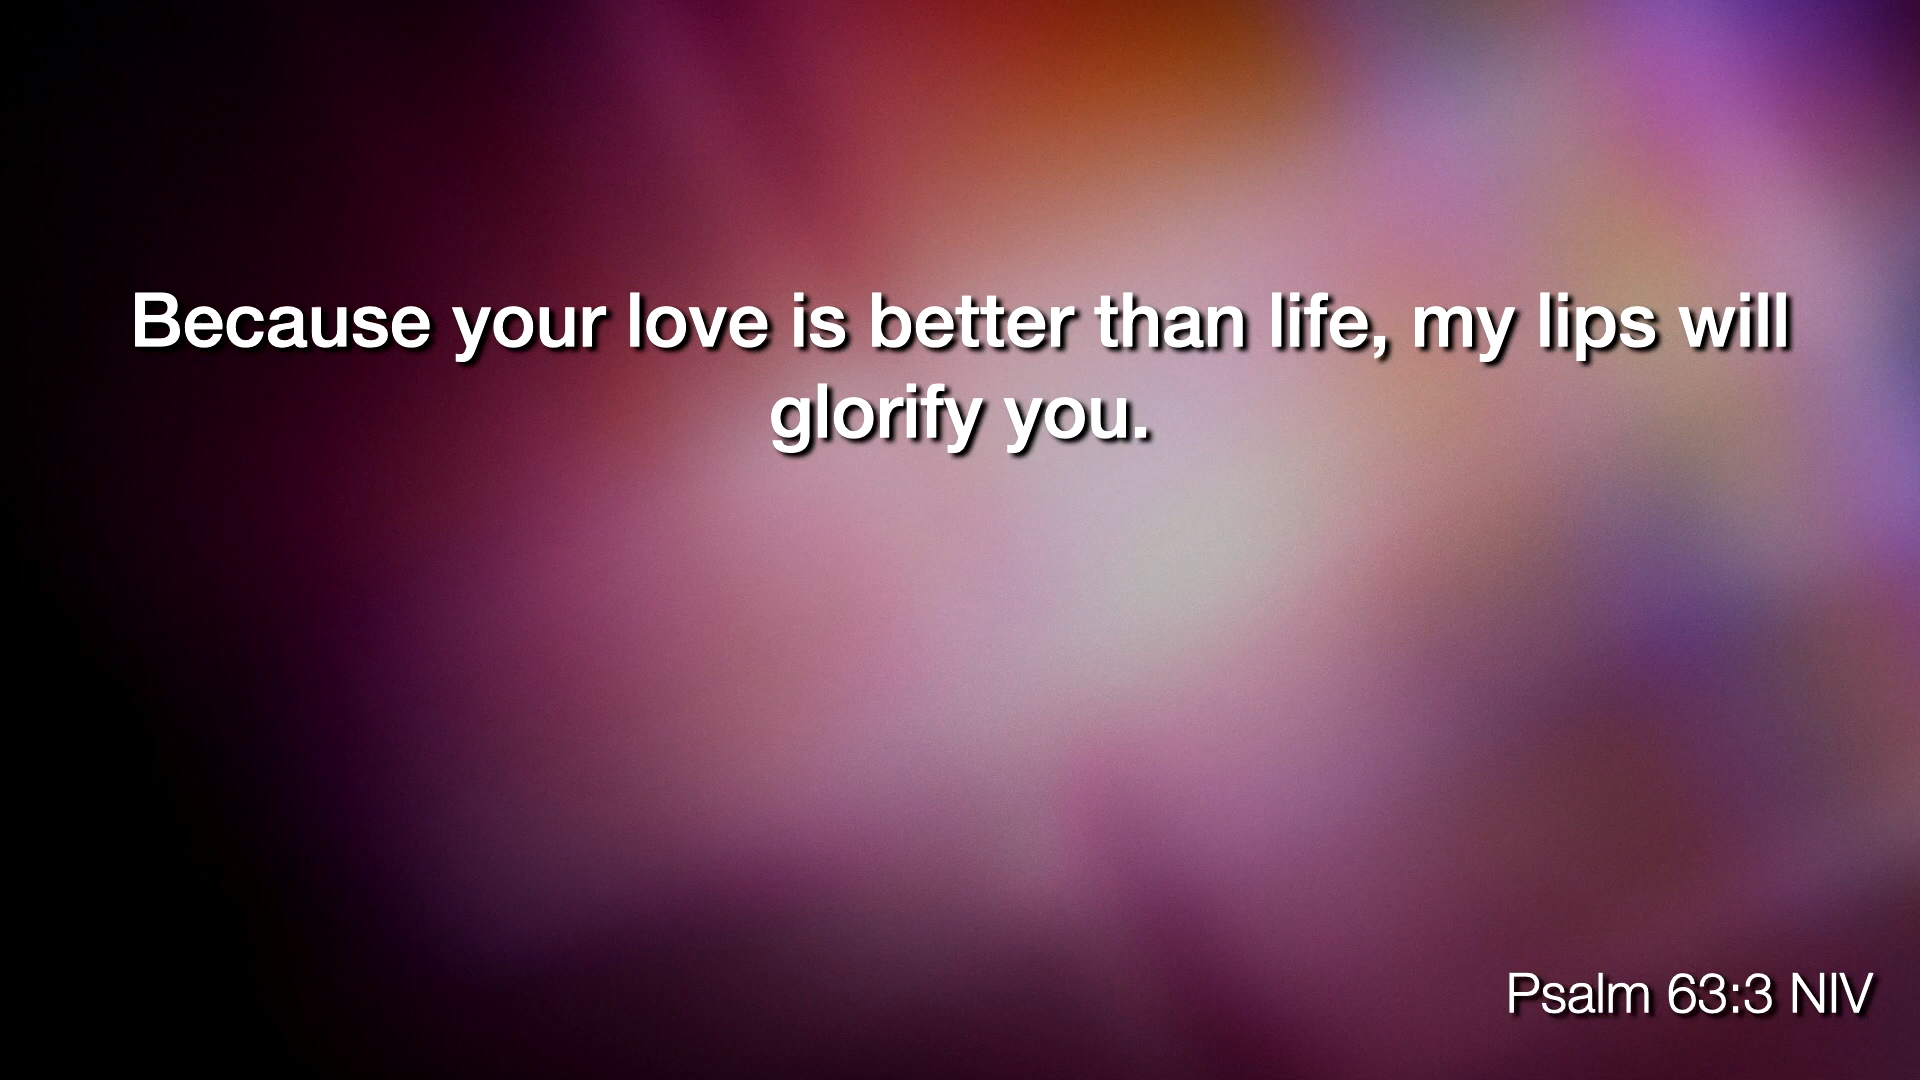 Because your love is better than life, my lips will
glorify you.
Psalm 63:3 NIV